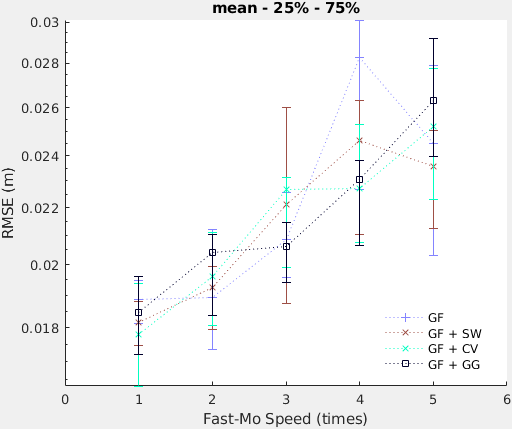 mean - 25% - 75%
0.03
0.028
0.026
0.024
0.022
0.02
0.018
RMSE (m)
0 1 2 3 4 5 6
Fast-Mo Speed (times)
GF
GF + SW
GF + CV
GF + GG